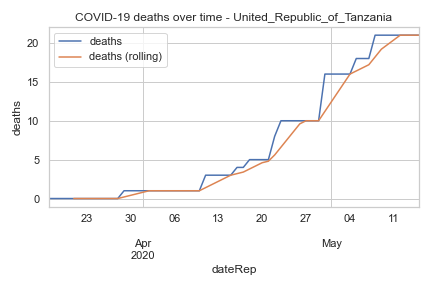 COVID-19 deaths over time - United_Republic_of_Tanzania
deaths
deaths (rolling)
20
15
10
5
0
deaths
23 30 06 13 20 27 04 11
Apr May
2020
dateRep